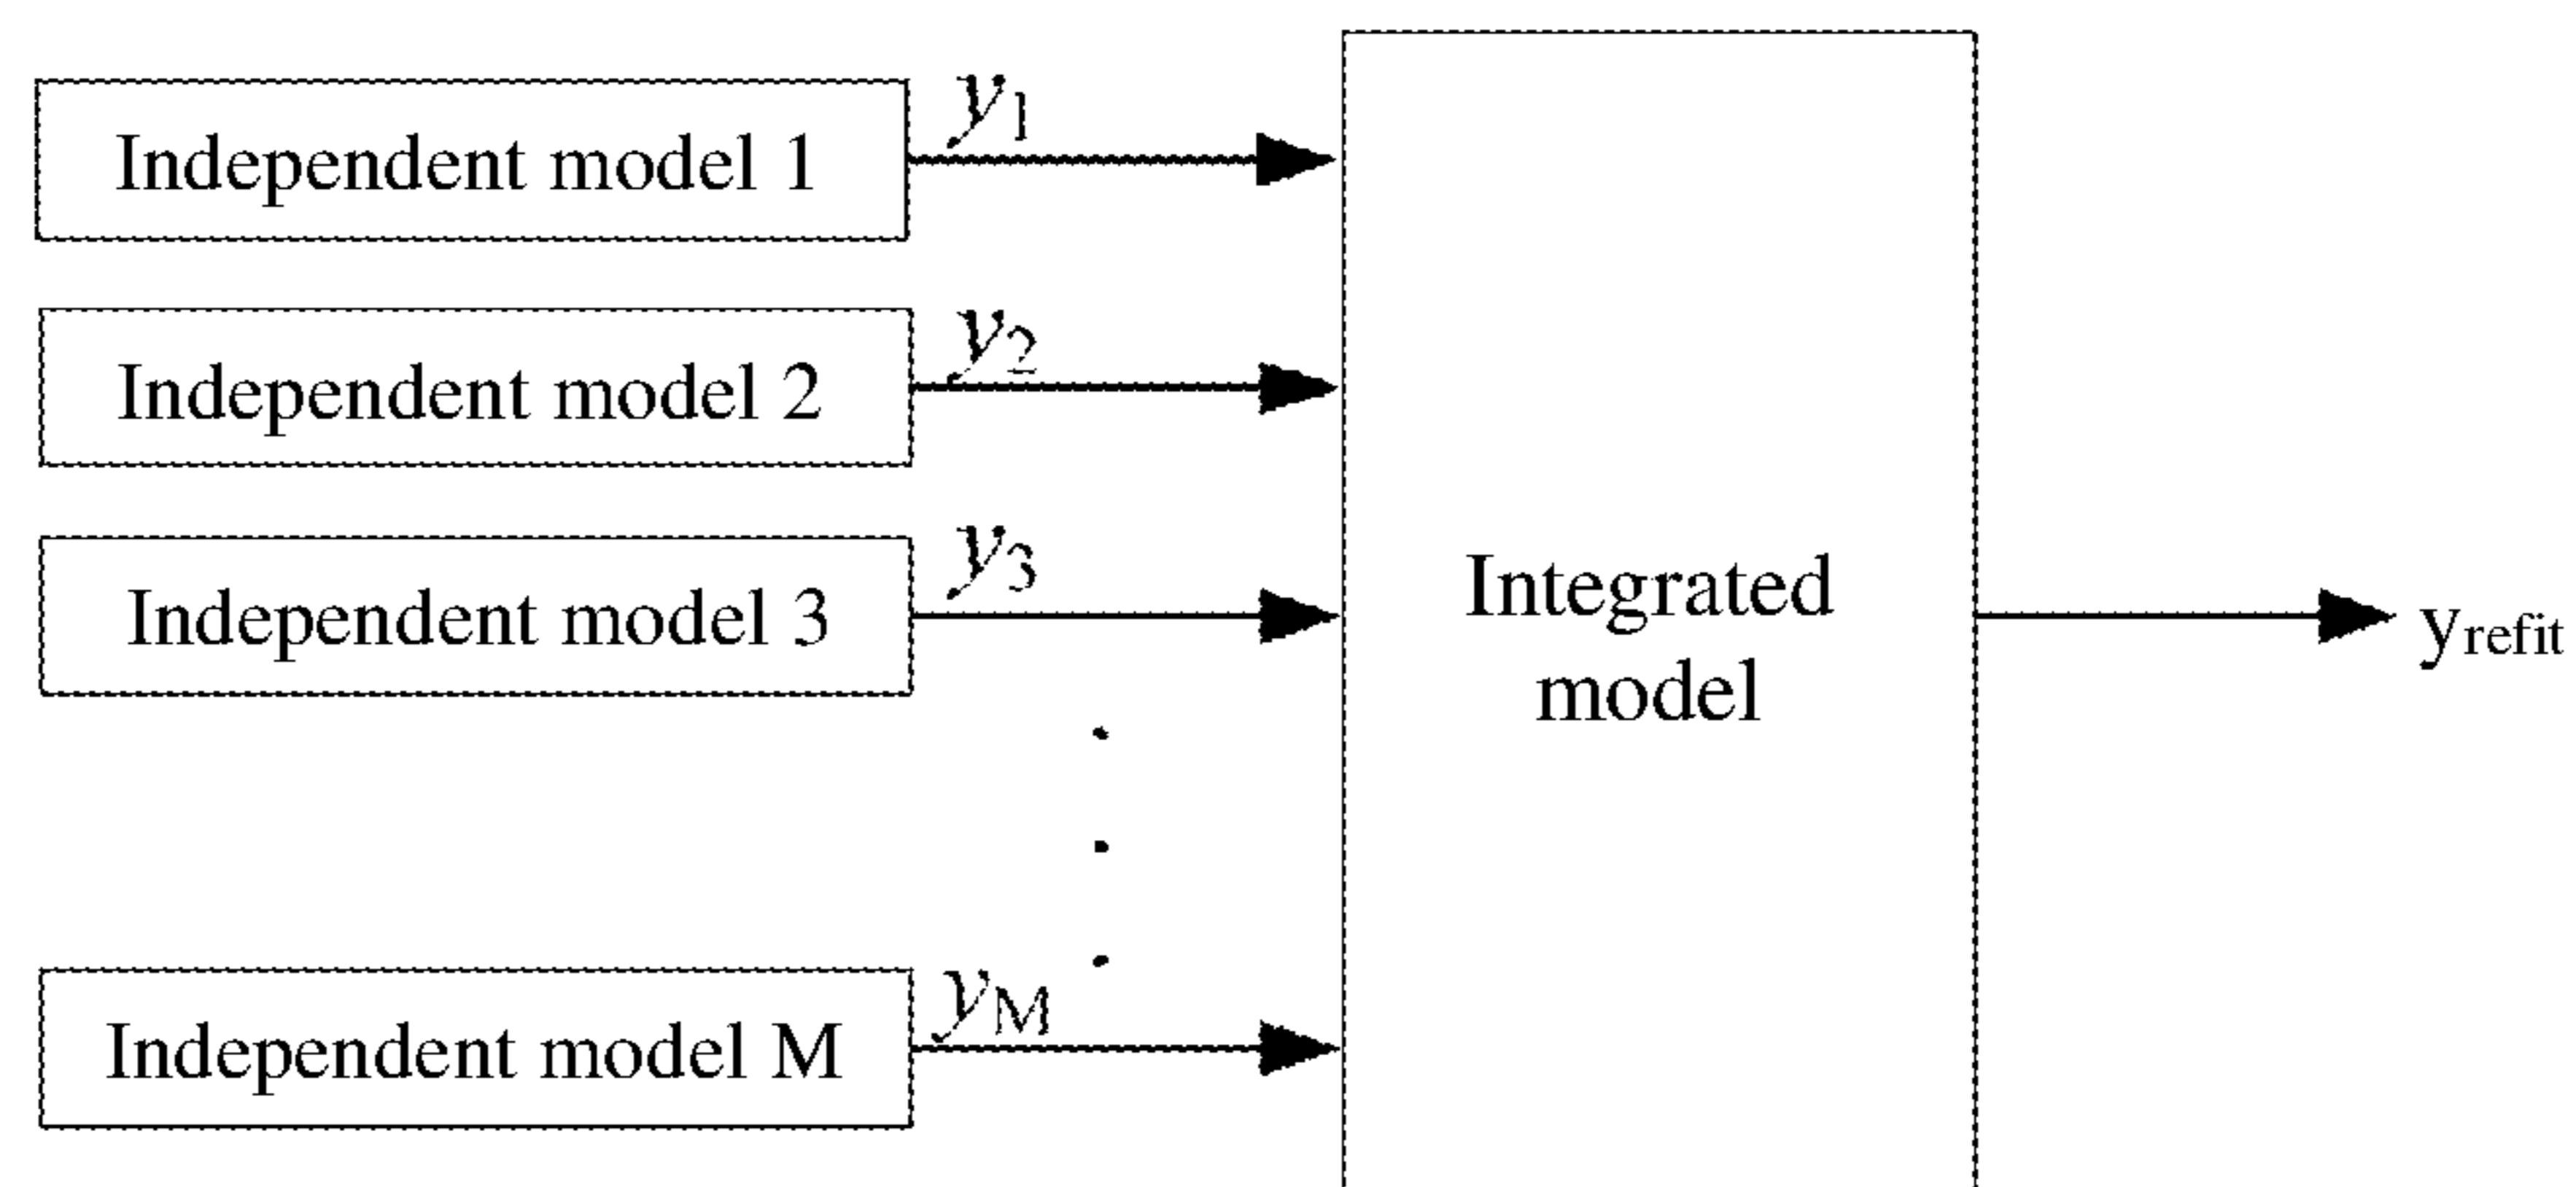 Independent model 1
y1
Independent model 2
y2
Independent model 3
y3
Integrated
model
yrefit
Independent model M
yM